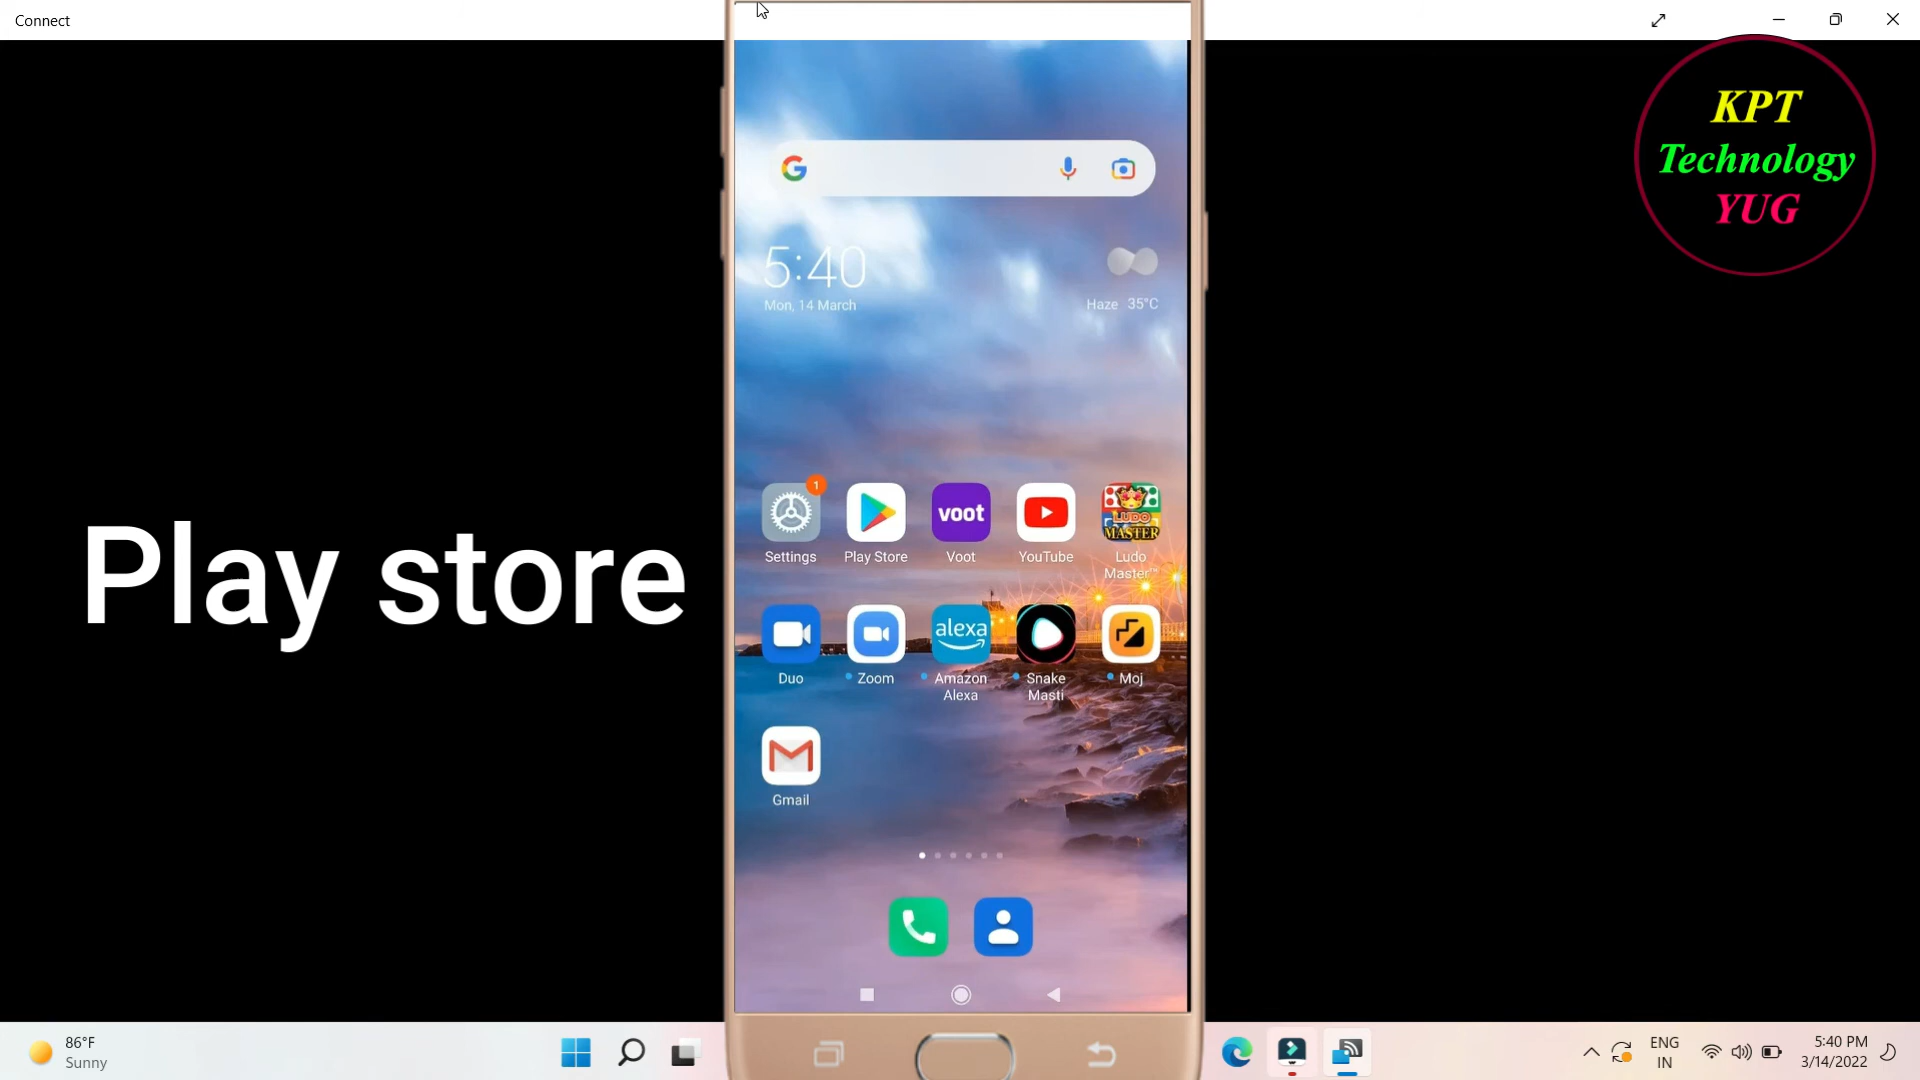 Connect
KPT
Technology
YUG
5:40
Mon, 14 March
Haze 35°C
1
voot
LUDO
MASTER
Settings
Play Store
Voot
YouTube
Ludo
Master™
Play store
alexa
Duo
Zoom
Amazon
Alexa
Snake
Masti
Moj
Gmail
86°F
Sunny
ENG
IN
5:40 PM
3/14/2022